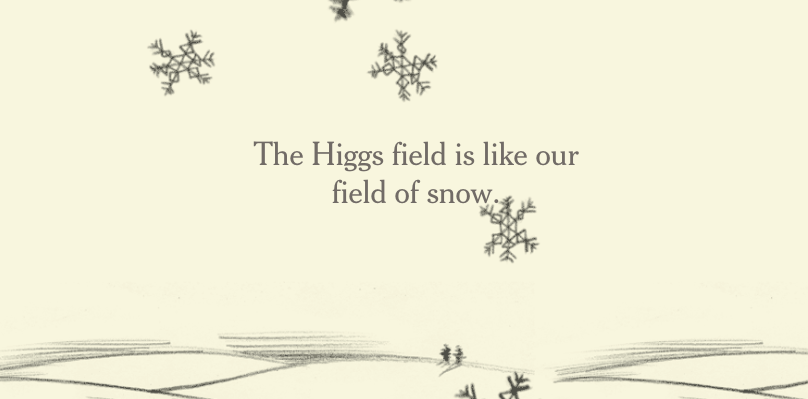 The Higgs field is like our
field of snow.